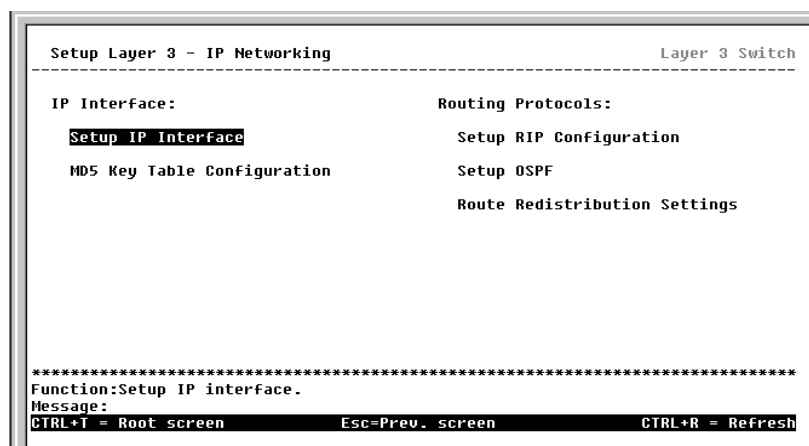 Setup Layer 3 - IP Networking Layer 3 Switch
--------------------------------------------------------------------------------
IP Interface: Routing Protocols:
Setup IP Interface Setup RIP Configuration
MD5 Key Table Configuration Setup OSPF
Route Redistribution Settings
********************************************************************************
Function:Setup IP interface.
Message:
CTRL+T = Root screen Esc=Prev. screen CTRL+R = Refresh